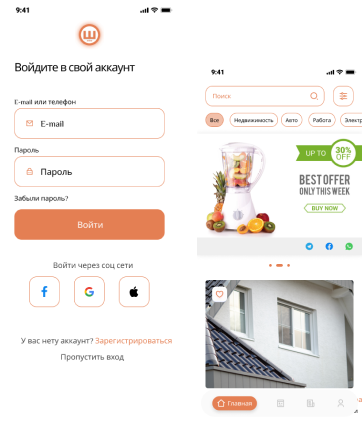 9:41
Войдите в свой аккаунт
E-mail или телефон
E-mail
Пароль
Пароль
Забыли пароль?
Войти
Войти через соц сети
У вас нету аккаунт? Зарегистрироваться
Пропустить вход
9:41
Поиск
Все Недвижимость Авто Работа Электр
UP TO 30% OFF
BEST OFFER
ONLY THIS WEEK
BUY NOW
Главная